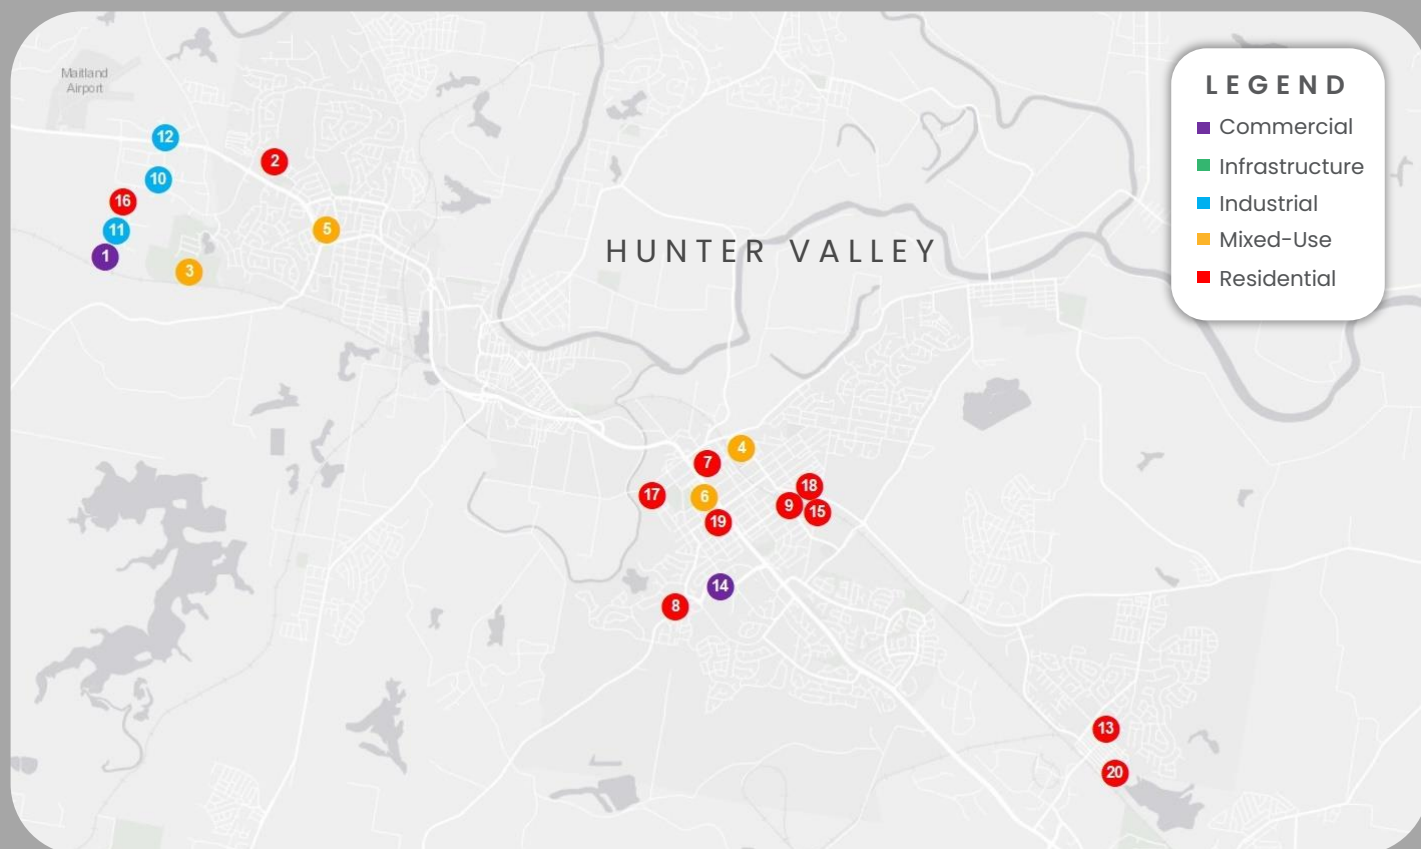 Maitland
Airport
LEGEND
Commercial
Infrastructure
Industrial
Mixed-Use
Residential
12
2
10
16
11
5
1
3
HUNTER VALLEY
4
7
17
6
18
9
15
19
14
8
13
20